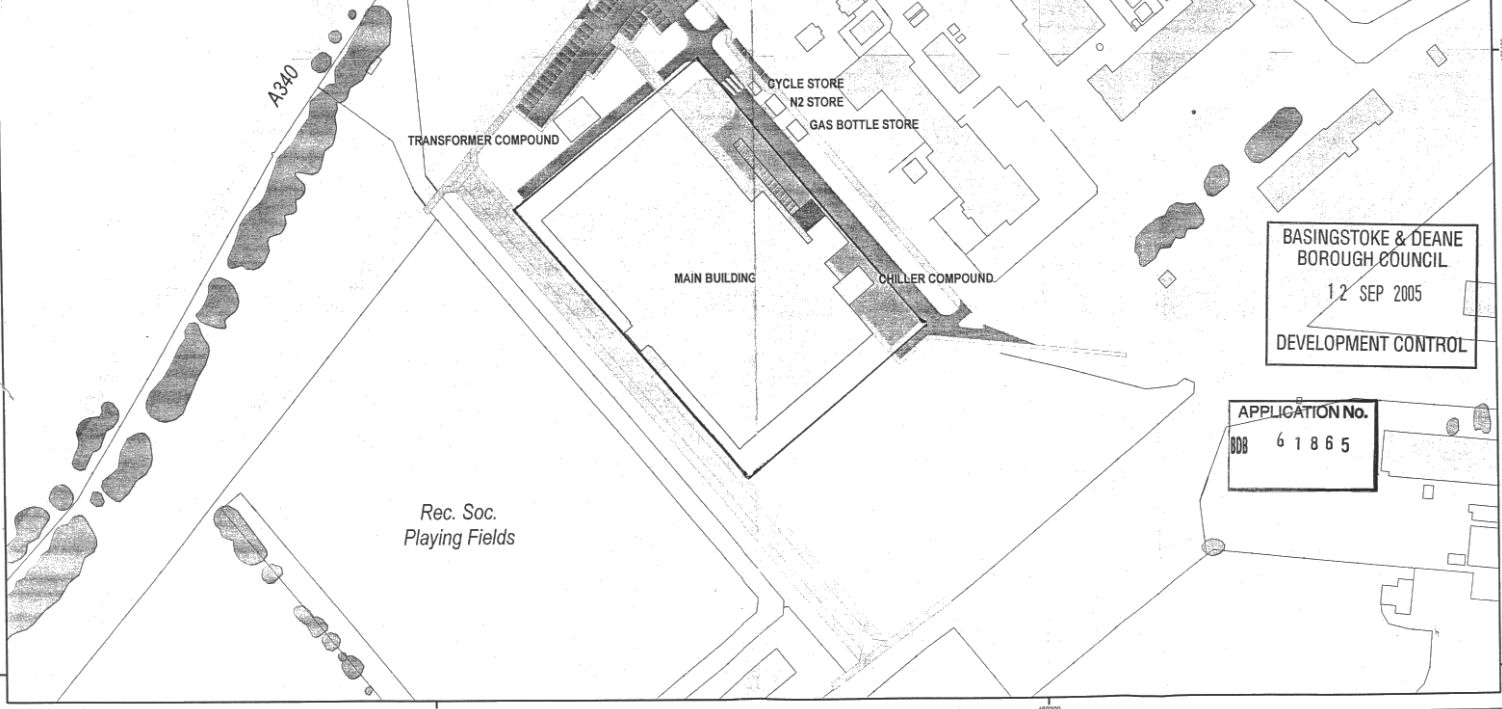 A340
CYCLE STORE
N2 STORE
GAS BOTTLE STORE
TRANSFORMER COMPOUND
MAIN BUILDING
CHILLER COMPOUND
BASINGSTOKE & DEANE
BOROUGH COUNCIL
12 SEP 2005
DEVELOPMENT CONTROL
APPLICATION No.
BDB 61865
Rec. Soc.
Playing Fields